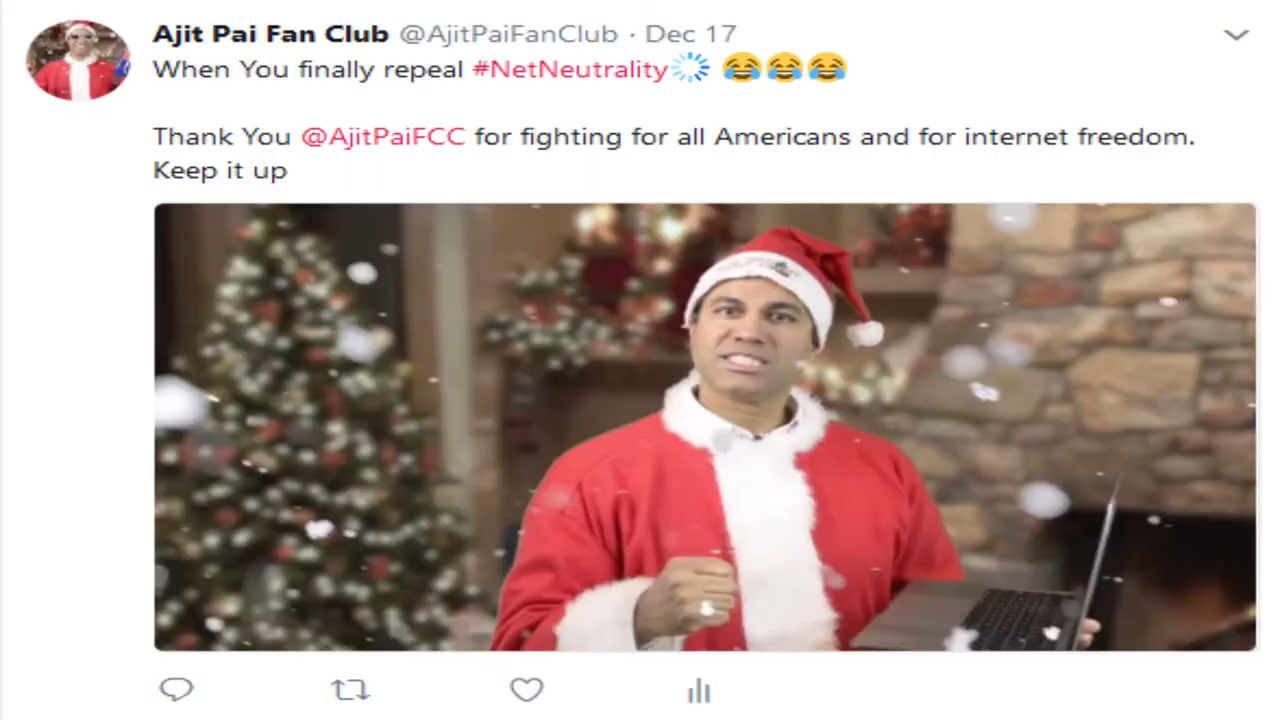 Ajit Pai Fan Club @AjitPaiFanClub · Dec 17
When You finally repeal #NetNeutrality 😂😂😂
Thank You @AjitPaiFCC for fighting for all Americans and for internet freedom.
Keep it up